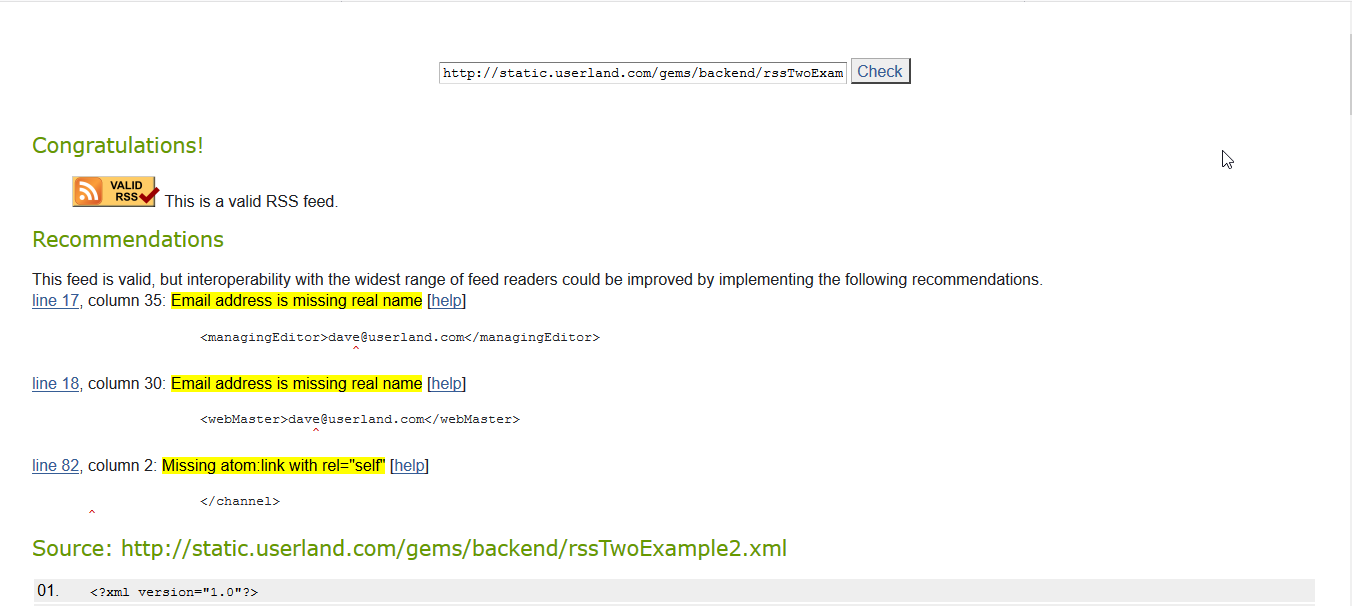 http://static.userland.com/gems/backend/rssTwoExam Check
Congratulations!
VALID
RSS
This is a valid RSS feed.
Recommendations
This feed is valid, but interoperability with the widest range of feed readers could be improved by implementing the following recommendations.
line 17, column 35: Email address is missing real name [help]
<managingEditor>dave@userland.com</managingEditor>
^
line 18, column 30: Email address is missing real name [help]
<webMaster>dave@userland.com</webMaster>
^
line 82, column 2: Missing atom:link with rel="self" [help]
</channel>
^
Source: http://static.userland.com/gems/backend/rssTwoExample2.xml
01. <?xml version="1.0"?>